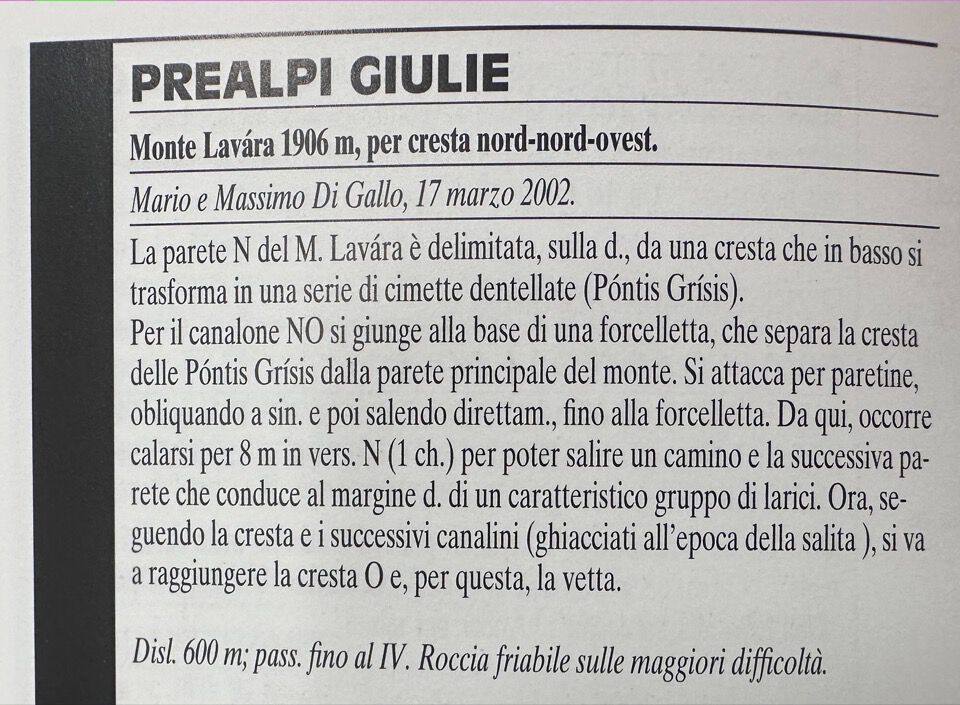 PREALPI GIULIE
Monte Lavára 1906 m, per cresta nord-nord-ovest.
Mario e Massimo Di Gallo, 17 marzo 2002.
La parete N del M. Lavára è delimitata, sulla d., da una cresta che in basso si
trasforma in una serie di cimette dentellate (Póntis Grísis).
Per il canalone NO si giunge alla base di una forcelletta, che separa la cresta
delle Póntis Grísis dalla parete principale del monte. Si attacca per paretine,
obliquando a sin. e poi salendo direttam., fino alla forcelletta. Da qui, occorre
calarsi per 8 m in vers. N (1 ch.) per poter salire un camino e la successiva pa-
rete che conduce al margine d. di un caratteristico gruppo di larici. Ora, se-
guendo la cresta e i successivi canalini (ghiacciati all'epoca della salita ), si va
a raggiungere la cresta O e, per questa, la vetta.
Disl. 600 m; pass. fino al IV. Roccia friabile sulle maggiori difficoltà.